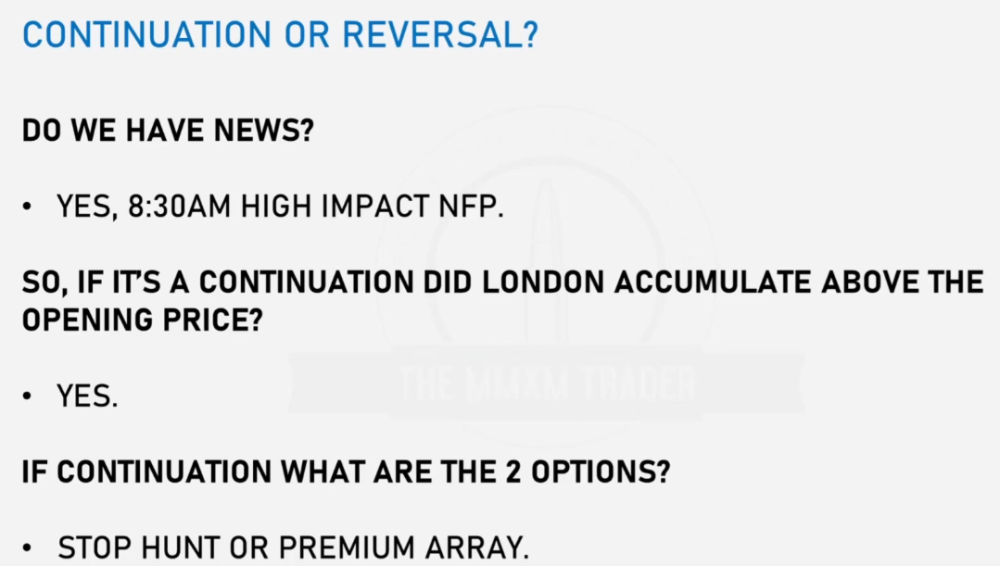 CONTINUATION OR REVERSAL?
DO WE HAVE NEWS?
• YES, 8:30AM HIGH IMPACT NFP.
SO, IF IT'S A CONTINUATION DID LONDON ACCUMULATE ABOVE THE
OPENING PRICE?
• YES.
THE MMXM TRADER
IF CONTINUATION WHAT ARE THE 2 OPTIONS?
• STOP HUNT OR PREMIUM ARRAY.